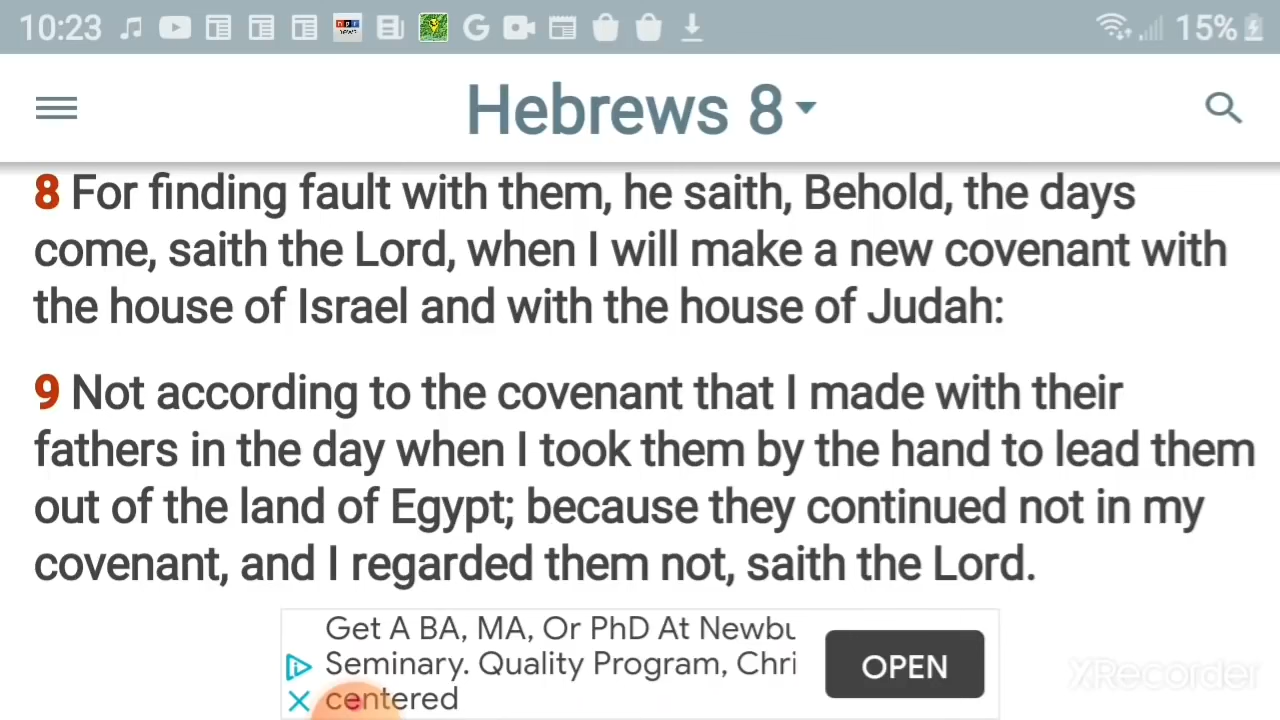 10:23
npr
news
G
15%
Hebrews 8
8 For finding fault with them, he saith, Behold, the days
come, saith the Lord, when I will make a new covenant with
the house of Israel and with the house of Judah:
9 Not according to the covenant that I made with their
fathers in the day when I took them by the hand to lead them
out of the land of Egypt; because they continued not in my
covenant, and I regarded them not, saith the Lord.
Get A BA, MA, Or PhD At Newbu
Seminary. Quality Program, Chri
centered
OPEN
XRecorder